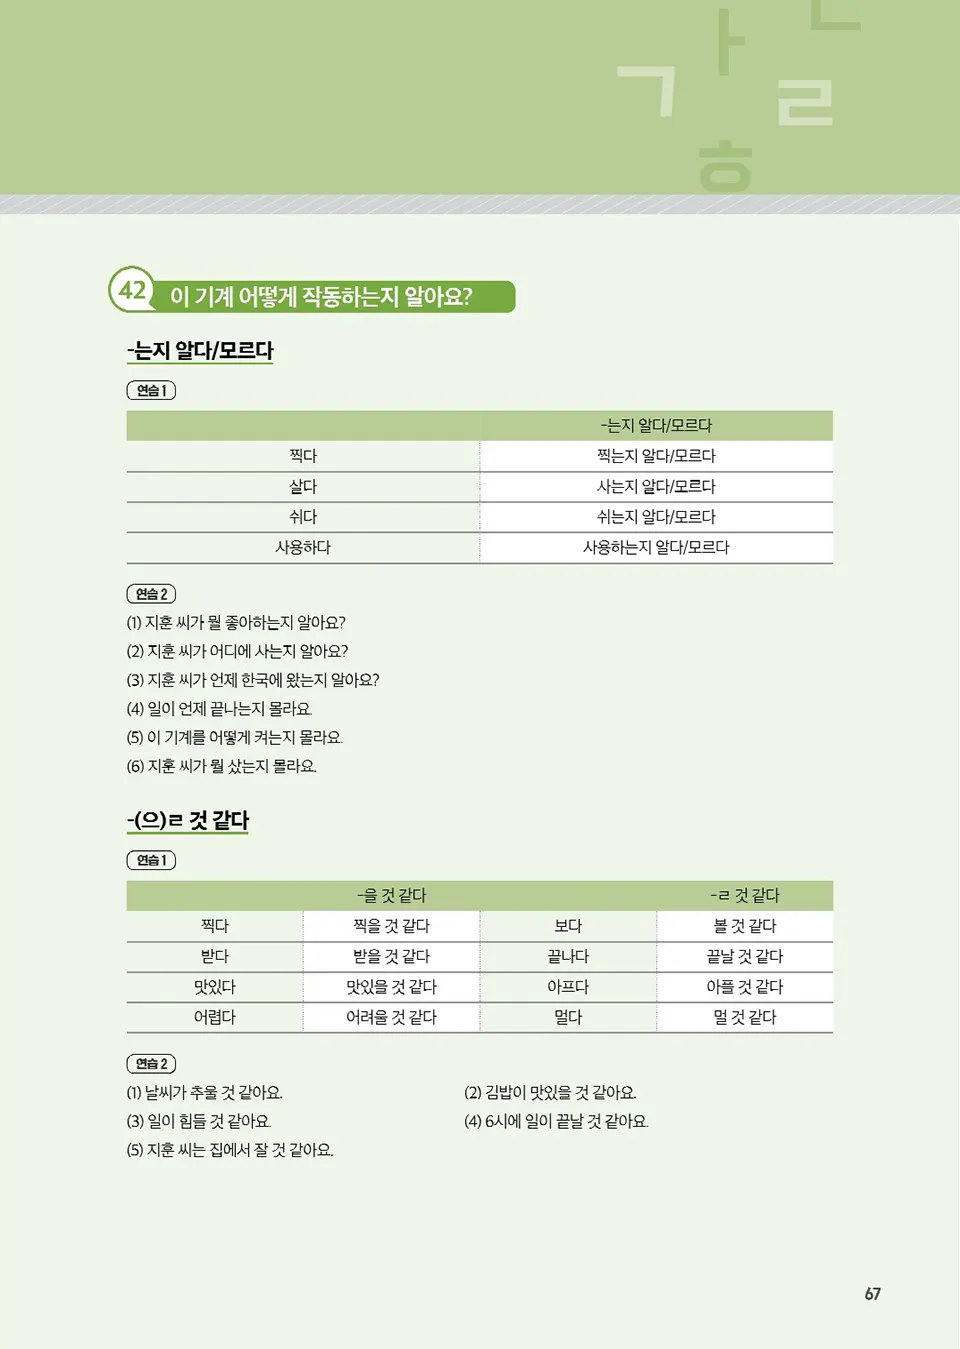 ㄱ ㅏ ㄴ ㄹ ㅎ
42 이 기계 어떻게 작동하는지 알아요?
-는지 알다/모르다
연습 1
-는지 알다/모르다
찍다 찍는지 알다/모르다
살다 사는지 알다/모르다
쉬다 쉬는지 알다/모르다
사용하다 사용하는지 알다/모르다
연습 2
(1) 지훈 씨가 뭘 좋아하는지 알아요?
(2) 지훈 씨가 어디에 사는지 알아요?
(3) 지훈 씨가 언제 한국에 왔는지 알아요?
(4) 일이 언제 끝나는지 몰라요.
(5) 이 기계를 어떻게 켜는지 몰라요.
(6) 지훈 씨가 뭘 샀는지 몰라요.
-(으)ㄹ 것 같다
연습 1
-을 것 같다 -ㄹ 것 같다
찍다 찍을 것 같다 보다 볼 것 같다
받다 받을 것 같다 끝나다 끝날 것 같다
맛있다 맛있을 것 같다 아프다 아플 것 같다
어렵다 어려울 것 같다 멀다 멀 것 같다
연습 2
(1) 날씨가 추울 것 같아요. (2) 김밥이 맛있을 것 같아요.
(3) 일이 힘들 것 같아요. (4) 6시에 일이 끝날 것 같아요.
(5) 지훈 씨는 집에서 잘 것 같아요.
67